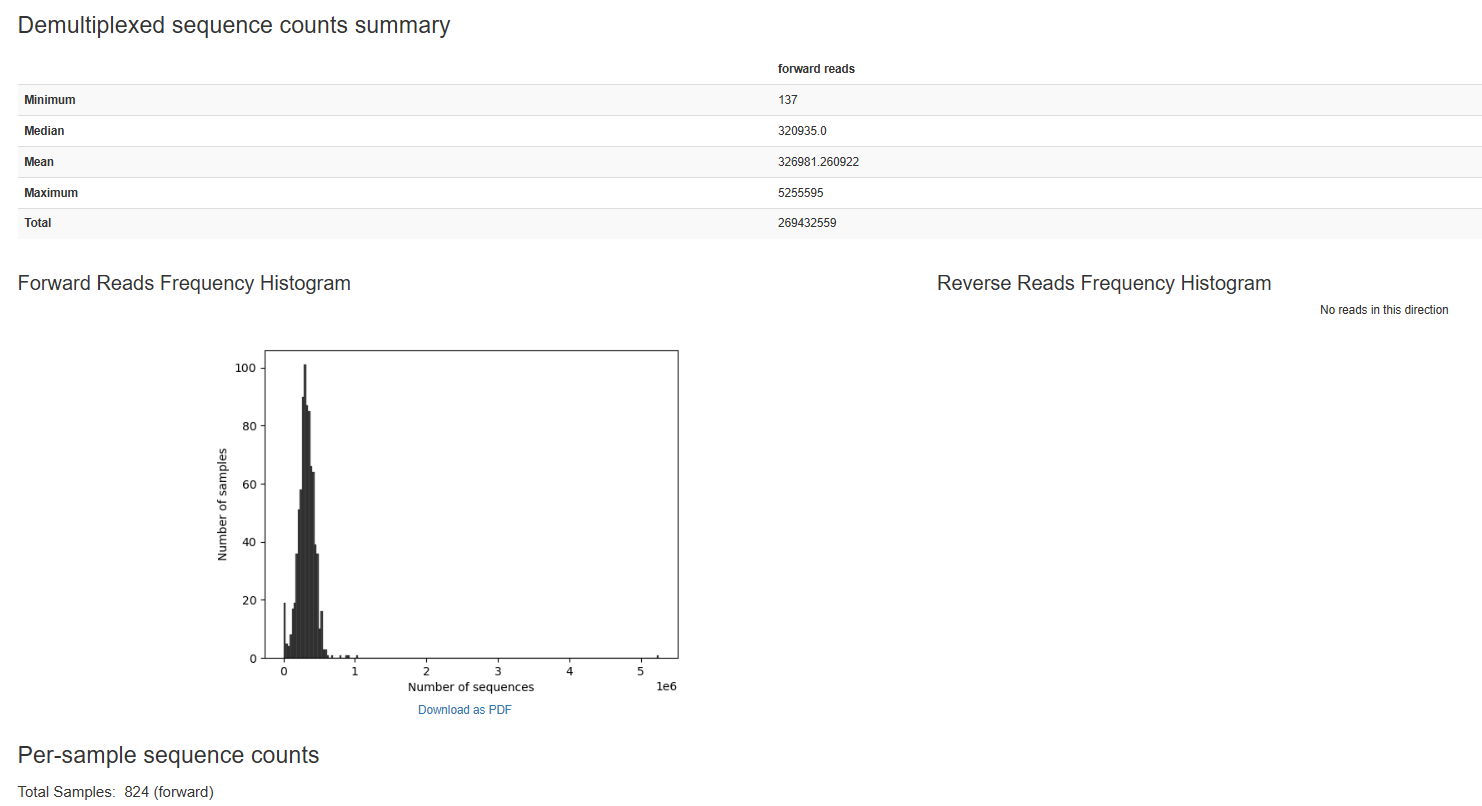 Demultiplexed sequence counts summary
forward reads
Minimum 137
Median 320935.0
Mean 326981.260922
Maximum 5255595
Total 269432559
Forward Reads Frequency Histogram
Reverse Reads Frequency Histogram
No reads in this direction
100
80
60
40
20
0
Number of samples
0 1 2 3 4 5
1e6
Number of sequences
Download as PDF
Per-sample sequence counts
Total Samples: 824 (forward)